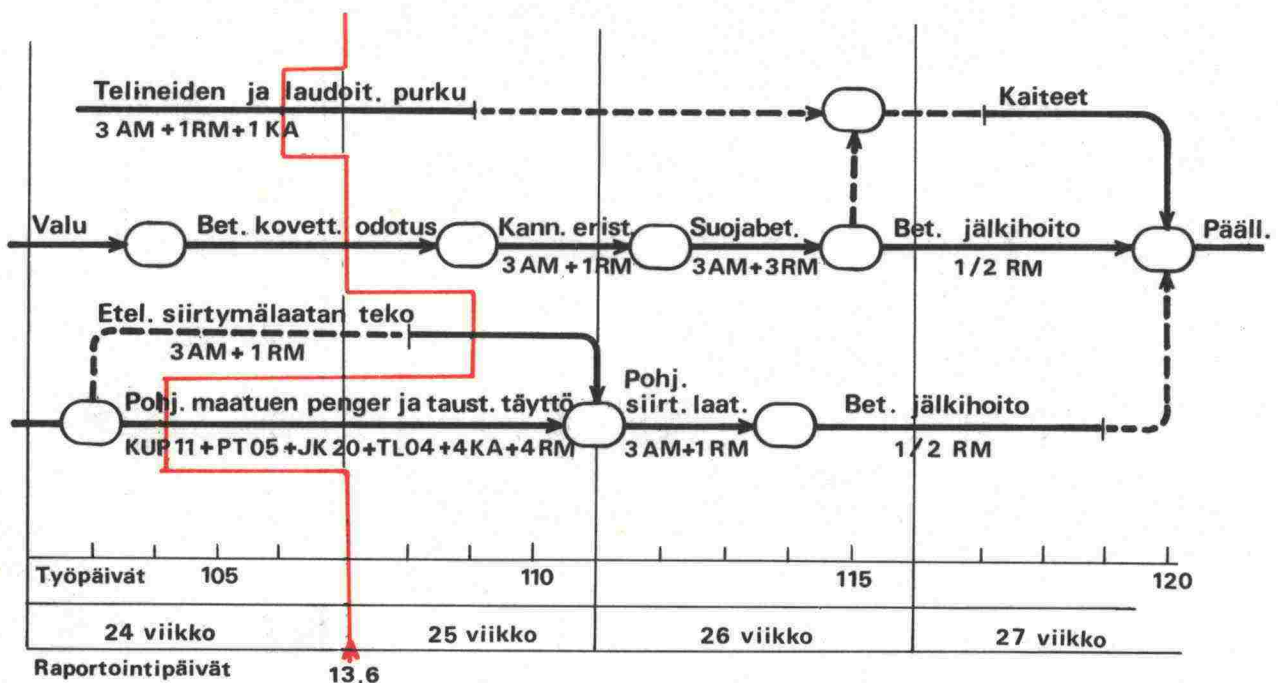 Telineiden ja laudoit. purku
3 AM + 1RM + 1 KA
Kaiteet
Valu
Bet. kovett. odotus
Kann. erist.
3 AM + 1RM
Suojabet.
3AM + 3RM
Bet. jälkihoito
1/2 RM
Pääll.
Etel. siirtymälaatan teko
3AM + 1 RM
Pohj. maatuen penger ja taust. täyttö
KUP 11 + PT 05 + JK 20 + TL04 + 4 KA + 4 RM
Pohj.
siirt. laat.
3 AM+1 RM
Bet. jälkihoito
1/2 RM
Työpäivät 105 110 115 120
24 viikko 25 viikko 26 viikko 27 viikko
Raportointipäivät 13.6